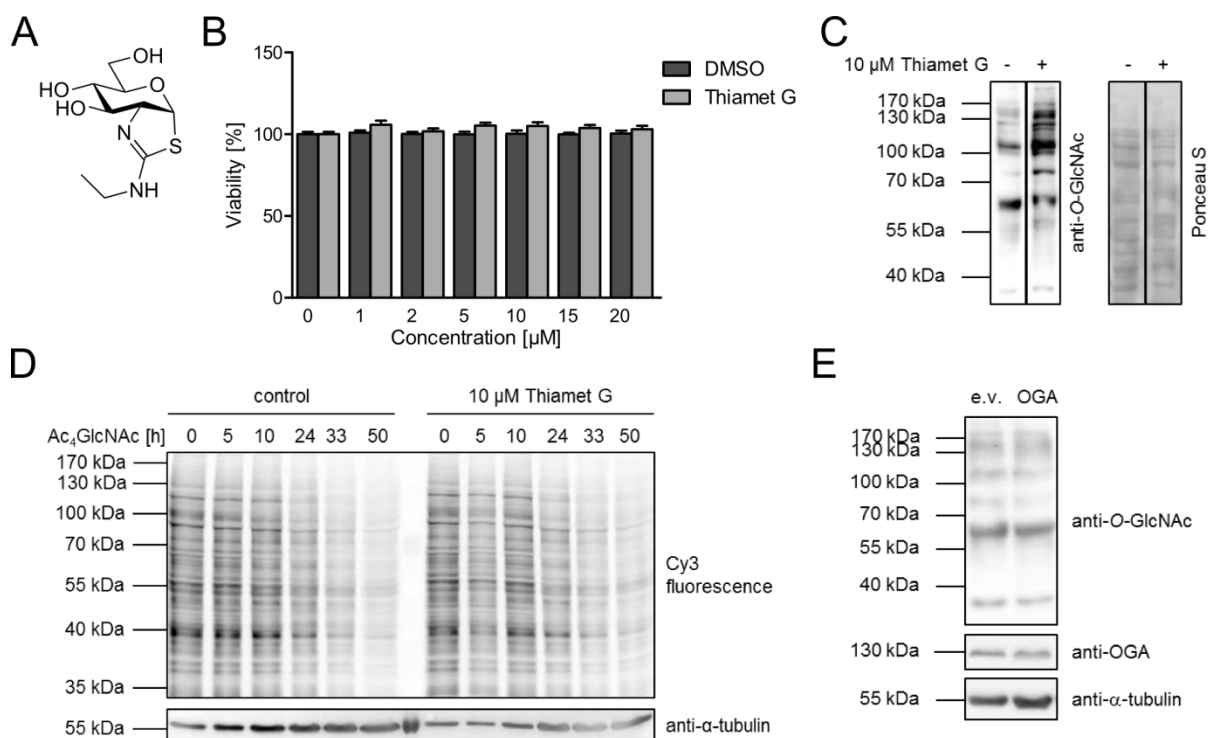 A
OH
HO
HO
O
N
S
NH
B
150
100
50
0
Viability [%]
DMSO
Thiamet G
0 1 2 5 10 15 20
Concentration [µM]
C
10 µM Thiamet G - + - +
170 kDa
130 kDa
100 kDa
70 kDa
55 kDa
40 kDa
anti-O-GlcNAc
Ponceau S
D
control 10 µM Thiamet G
Ac₄GlcNAc [h] 0 5 10 24 33 50 0 5 10 24 33 50
170 kDa
130 kDa
100 kDa
70 kDa
55 kDa
40 kDa
35 kDa
Cy3
fluorescence
55 kDa
anti-α-tubulin
E
e.v. OGA
170 kDa
130 kDa
100 kDa
70 kDa
55 kDa
40 kDa
anti-O-GlcNAc
130 kDa
anti-OGA
55 kDa
anti-α-tubulin